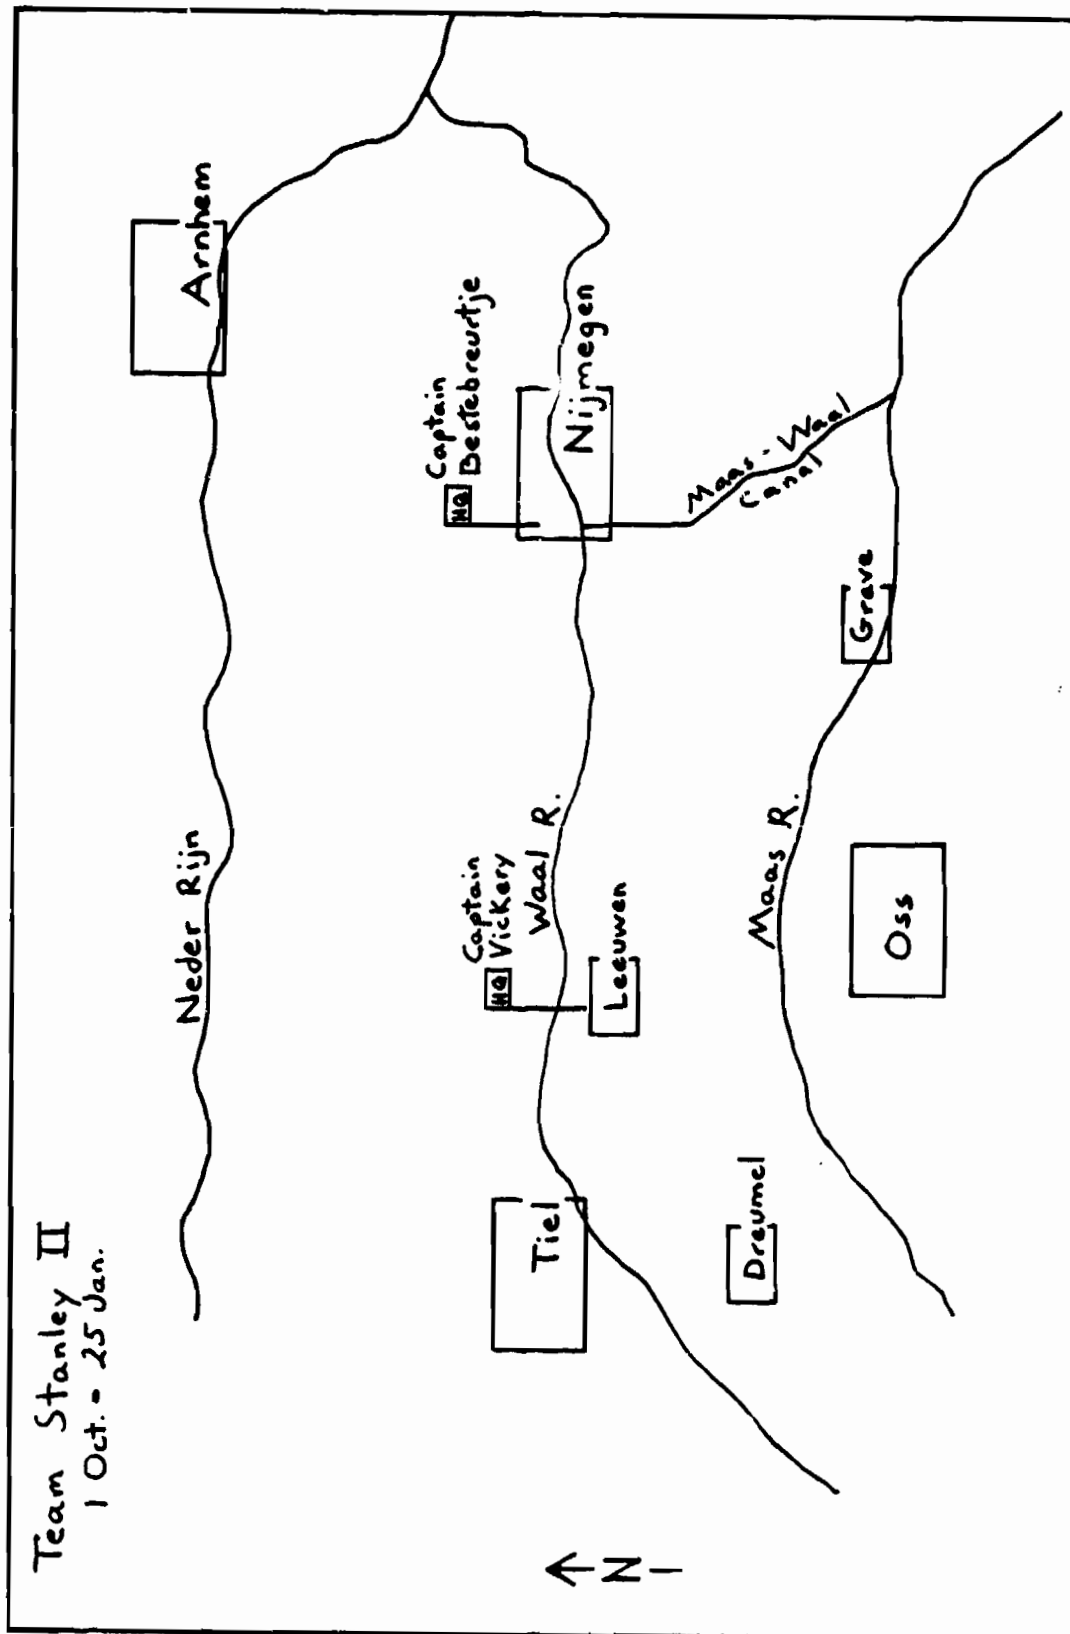 Team Stanley II
1 Oct. - 25 Jan.
Neder Rijn
Arnhem
Captain
Bestebreurtje
HQ
Nijmegen
Captain
Vickery
HQ
Waal R.
Leeuwen
Tiel
Maas - Waal
Canal
Grave
Maas R.
Oss
Dreumel
N